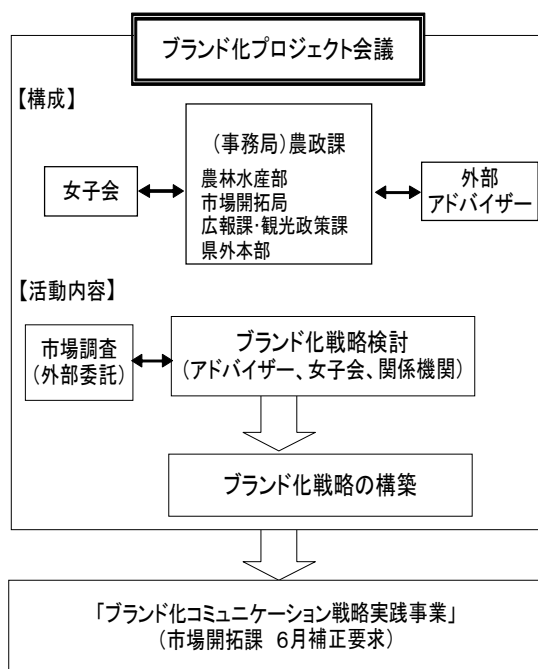 ブランド化プロジェクト会議
【構成】
(事務局)農政課
農林水産部
市場開拓局
広報課・観光政策課
県外本部
女子会
外部
アドバイザー
【活動内容】
市場調査
(外部委託)
ブランド化戦略検討
(アドバイザー、女子会、関係機関)
ブランド化戦略の構築
「ブランド化コミュニケーション戦略実践事業」
(市場開拓課 6月補正要求)